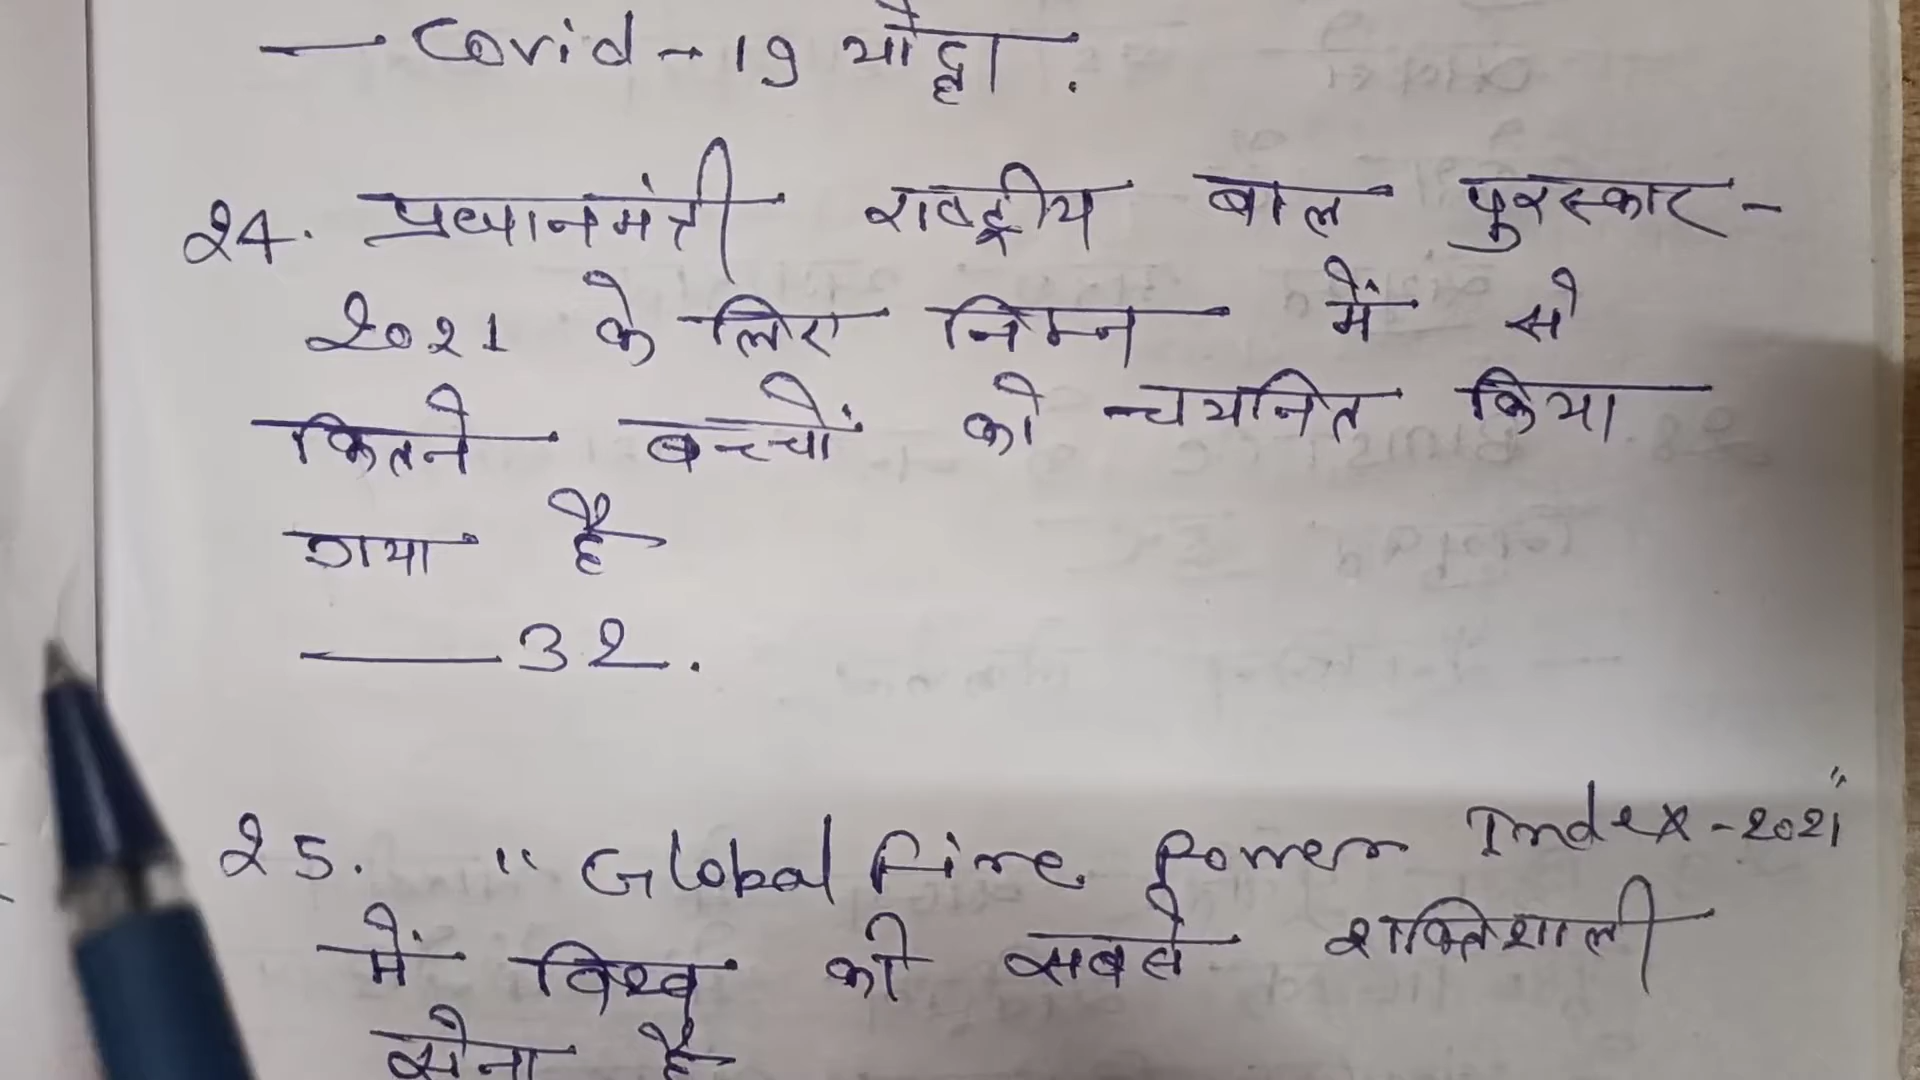 — Covid-19 योद्धा.
24. प्रधानमंत्री राष्ट्रीय बाल पुरस्कार-
2021 के लिए निम्न में से
कितने बच्चों को चयनित किया
गया है
— 32.
25. "Global Fire Power Index-2021"
में विश्व की सबसे शक्तिशाली
सेना है